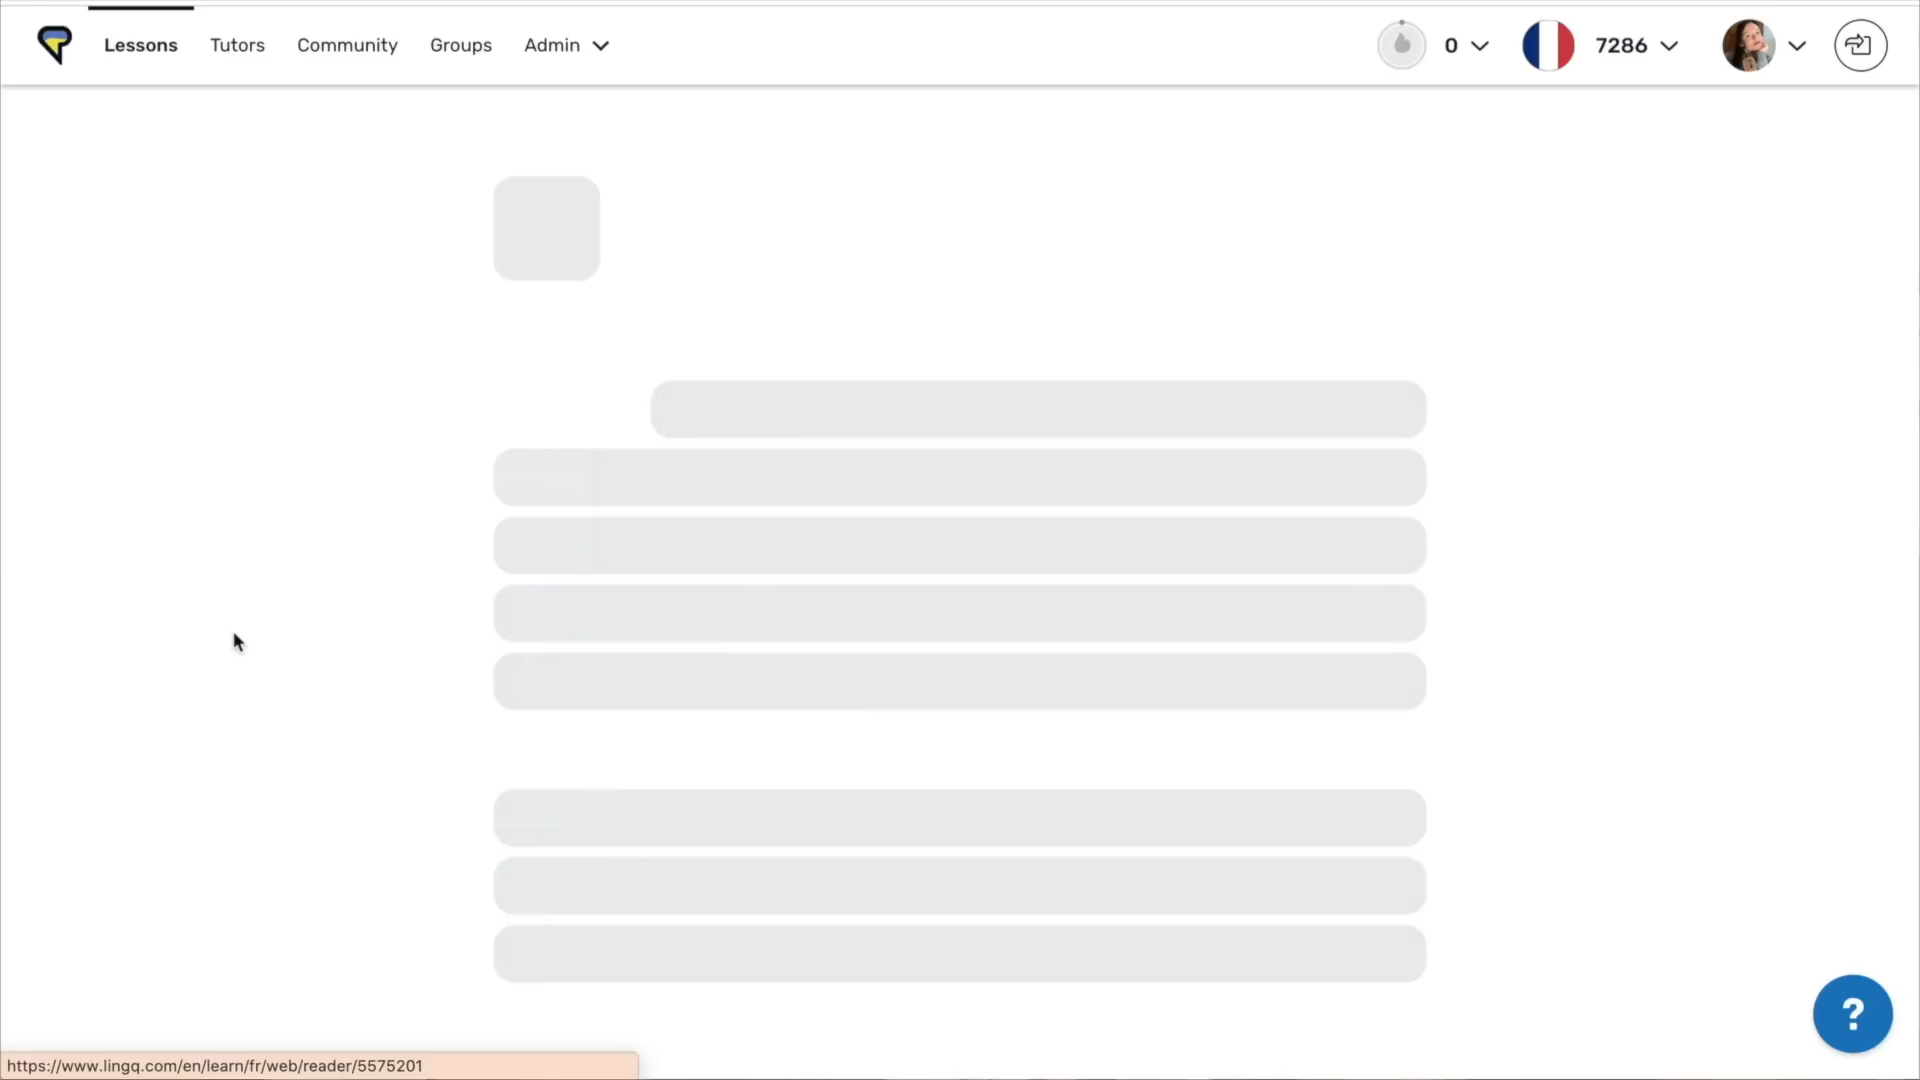 Lessons Tutors Community Groups Admin 0 7286
?
https://www.lingq.com/en/learn/fr/web/reader/5575201